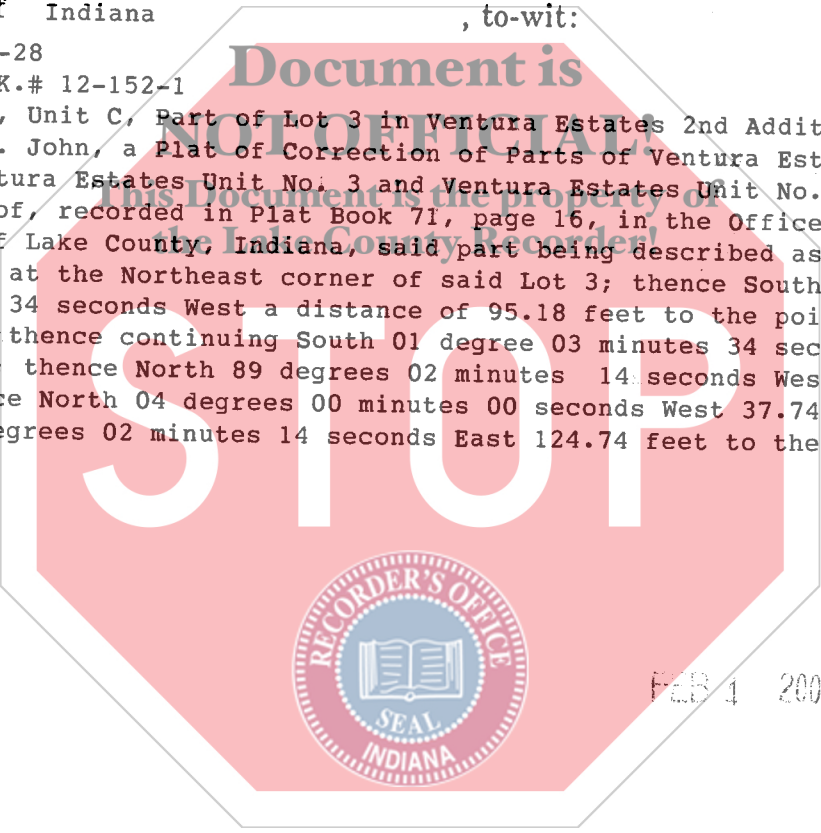 f Indiana , to-wit:
-28
K.# 12-152-1
, Unit C, Part of Lot 3 in Ventura Estates 2nd Addit
. John, a Plat of Correction of Parts of Ventura Est
tura Estates Unit No. 3 and Ventura Estates Unit No.
of, recorded in Plat Book 71, page 16, in the Office
f Lake County, Indiana, said part being described as
at the Northeast corner of said Lot 3; thence South
34 seconds West a distance of 95.18 feet to the poi
thence continuing South 01 degree 03 minutes 34 sec
thence North 89 degrees 02 minutes 14 seconds Wes
ce North 04 degrees 00 minutes 00 seconds West 37.74
egrees 02 minutes 14 seconds East 124.74 feet to the
Document is
NOT OFFICIAL!
This Document is the property of
the Lake County Recorder!
STOP
RECORDER'S OFFICE
SEAL
INDIANA
FEB 1 200